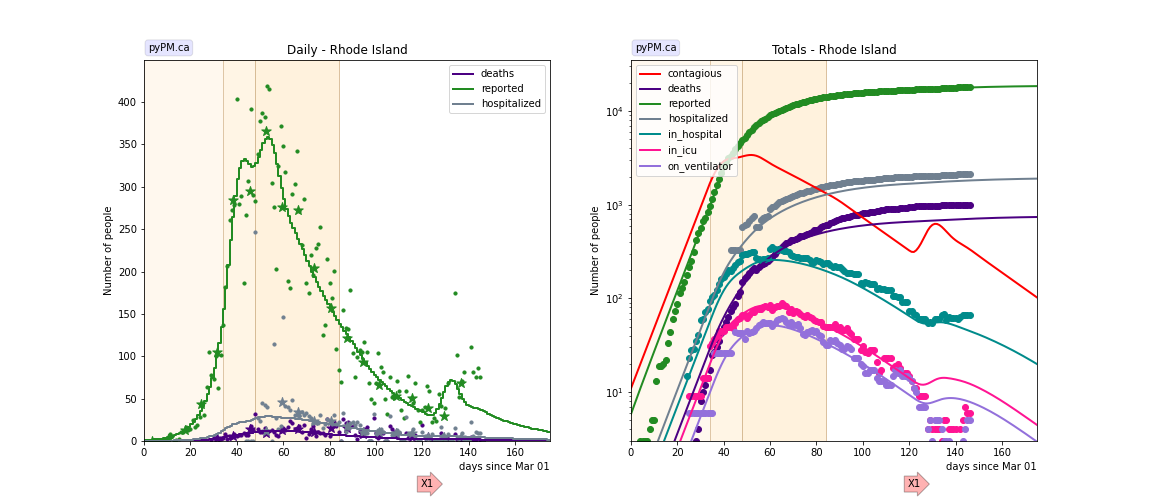 pyPM.ca
Daily - Rhode Island
deaths
reported
hospitalized
Number of people
400
350
300
250
200
150
100
50
0
0 20 40 60 80 100 120 140 160
days since Mar 01
X1
pyPM.ca
Totals - Rhode Island
contagious
deaths
reported
hospitalized
in_hospital
in_icu
on_ventilator
Number of people
10⁴
10³
10²
10¹
0 20 40 60 80 100 120 140 160
days since Mar 01
X1